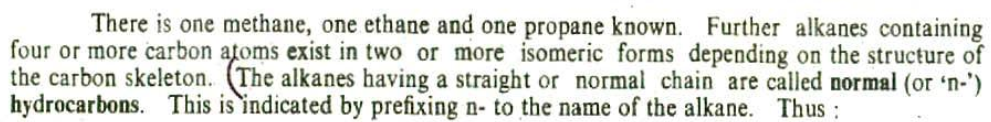 There is one methane, one ethane and one propane known. Further alkanes containing
four or more carbon atoms exist in two or more isomeric forms depending on the structure of
the carbon skeleton. (The alkanes having a straight or normal chain are called normal (or ‘n-’)
hydrocarbons. This is indicated by prefixing n- to the name of the alkane. Thus :